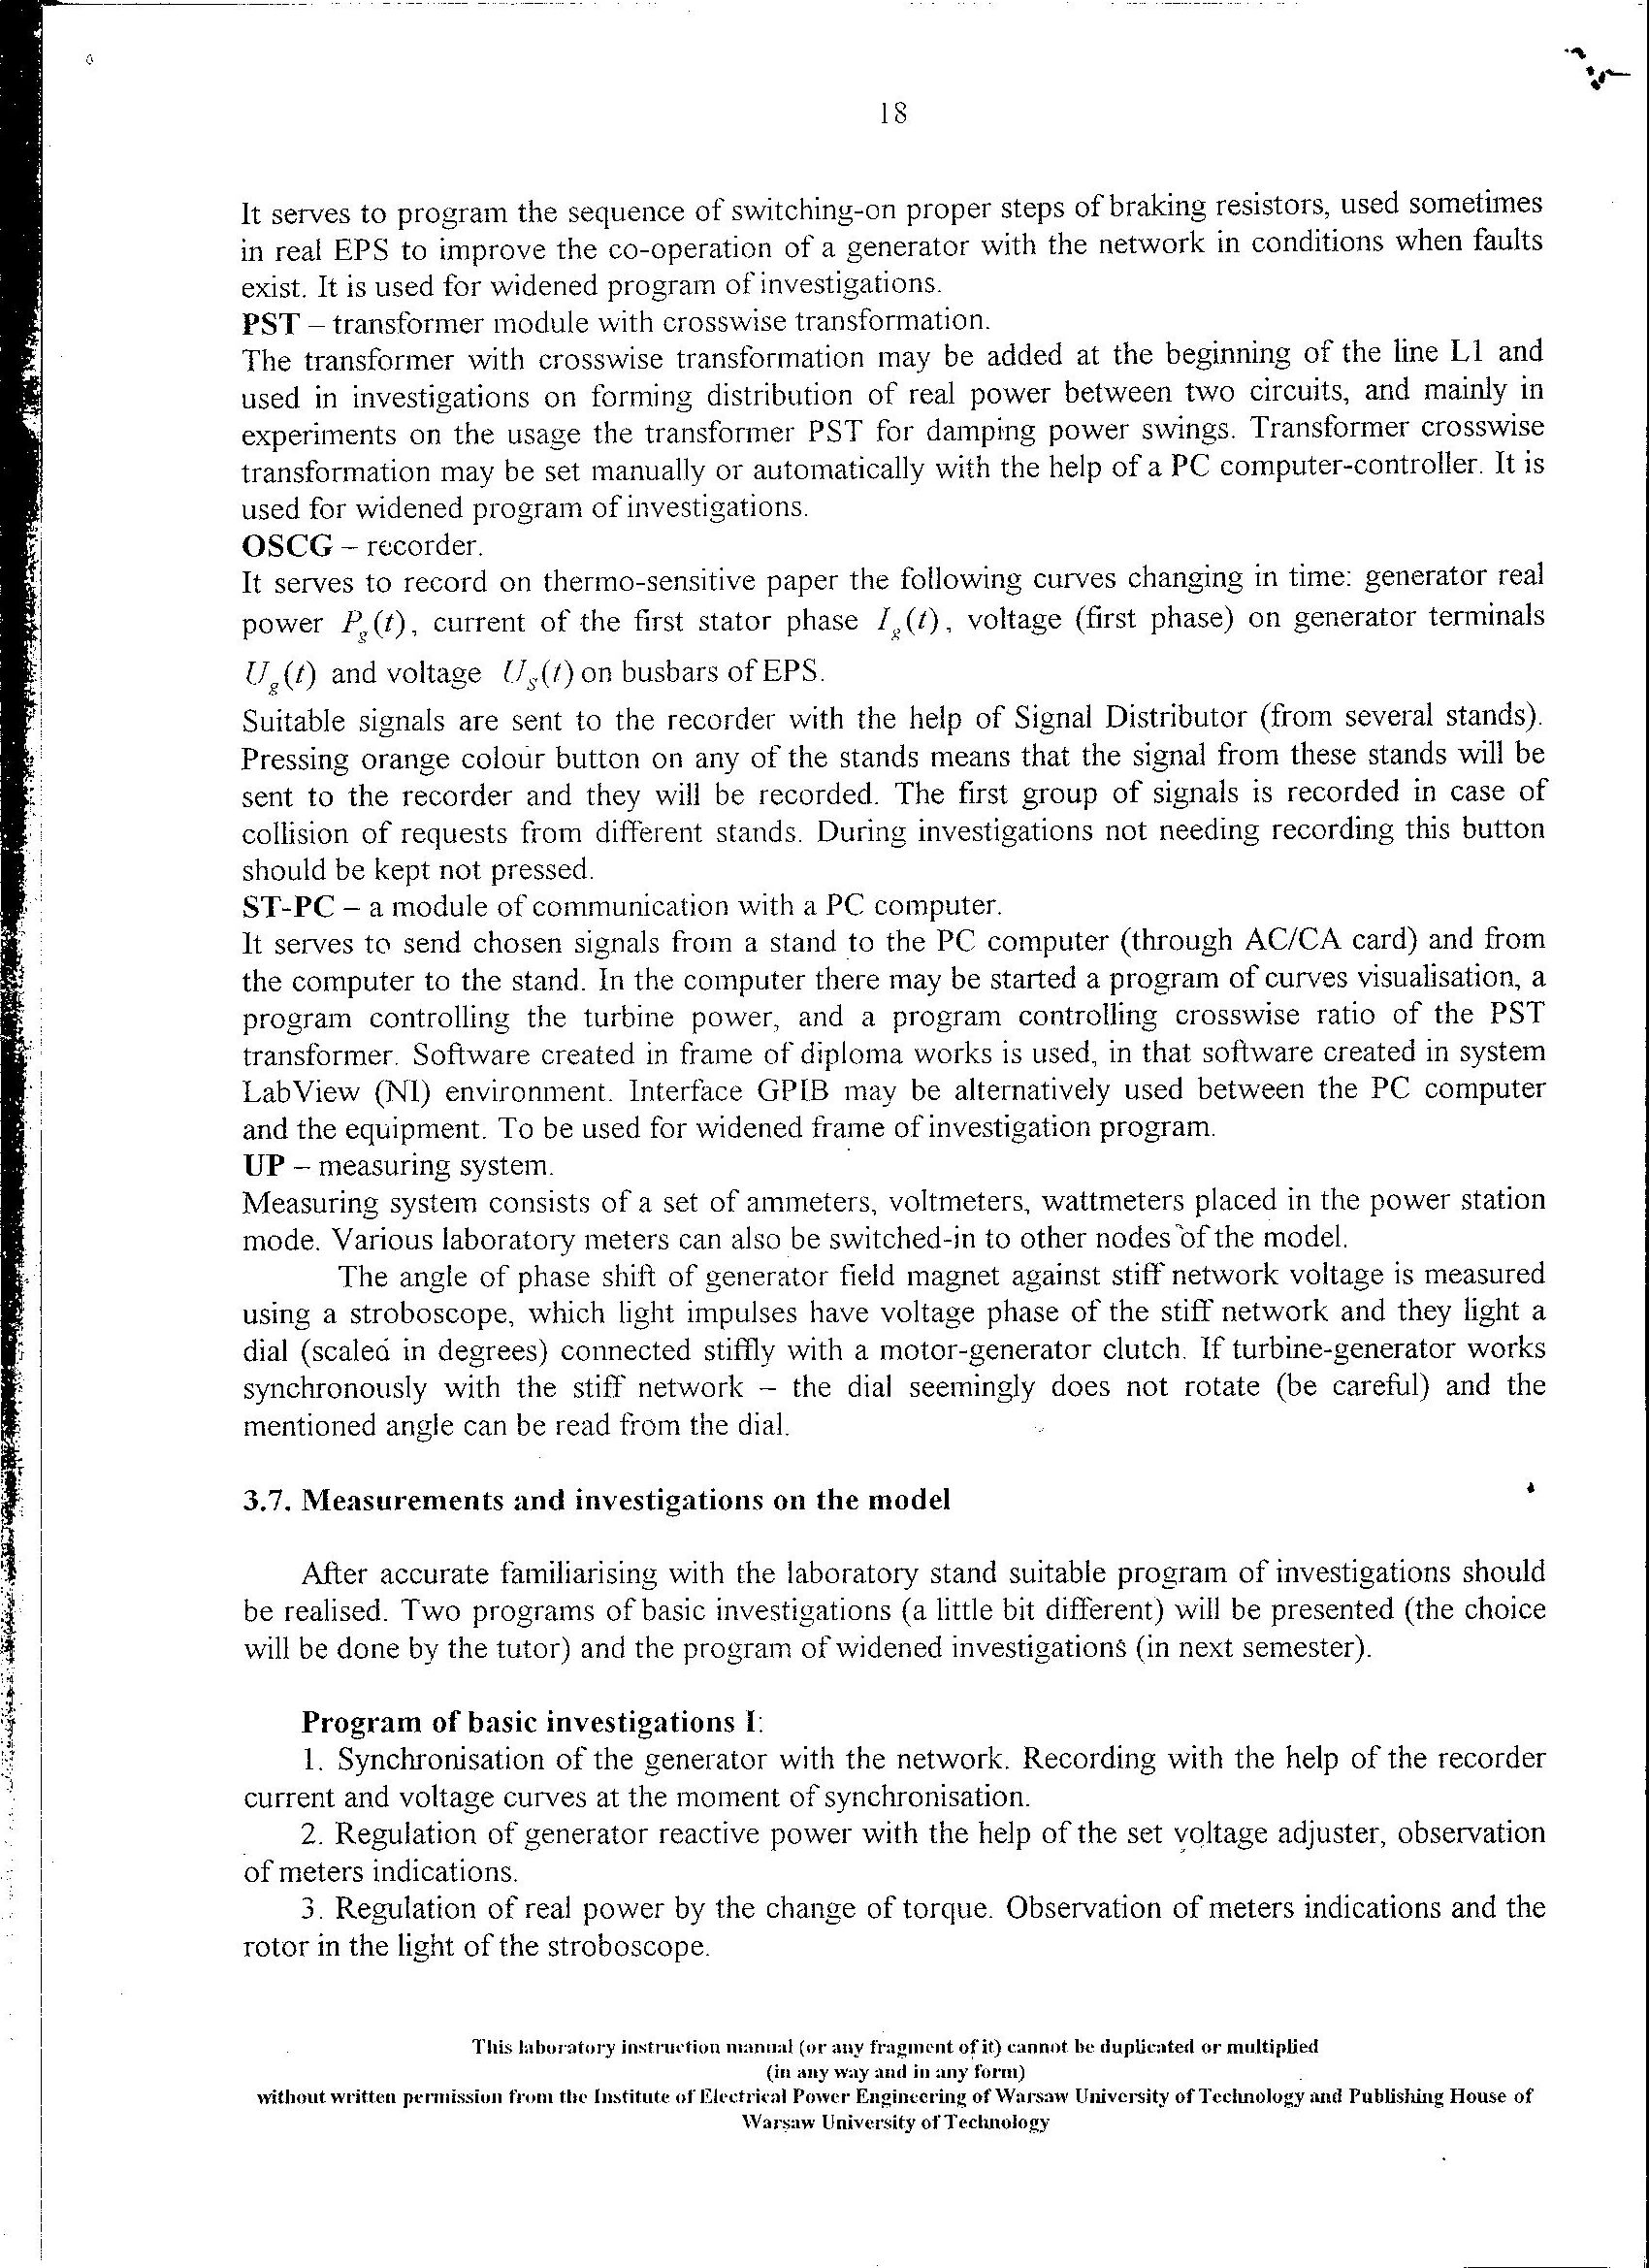 18
It serves to program the sequence of switching-on proper steps of braking resistors, used sometimes
in real EPS to improve the co-operation of a generator with the network in conditions when faults
exist. It is used for widened program of investigations.
PST – transformer module with crosswise transformation.
The transformer with crosswise transformation may be added at the beginning of the line L1 and
used in investigations on forming distribution of real power between two circuits, and mainly in
experiments on the usage the transformer PST for damping power swings. Transformer crosswise
transformation may be set manually or automatically with the help of a PC computer-controller. It is
used for widened program of investigations.
OSCG – recorder.
It serves to record on thermo-sensitive paper the following curves changing in time: generator real
power P_g(t), current of the first stator phase I_g(t), voltage (first phase) on generator terminals
U_g(t) and voltage U_S(t) on busbars of EPS.
Suitable signals are sent to the recorder with the help of Signal Distributor (from several stands).
Pressing orange colour button on any of the stands means that the signal from these stands will be
sent to the recorder and they will be recorded. The first group of signals is recorded in case of
collision of requests from different stands. During investigations not needing recording this button
should be kept not pressed.
ST-PC – a module of communication with a PC computer.
It serves to send chosen signals from a stand to the PC computer (through AC/CA card) and from
the computer to the stand. In the computer there may be started a program of curves visualisation, a
program controlling the turbine power, and a program controlling crosswise ratio of the PST
transformer. Software created in frame of diploma works is used, in that software created in system
LabView (NI) environment. Interface GPIB may be alternatively used between the PC computer
and the equipment. To be used for widened frame of investigation program.
UP – measuring system.
Measuring system consists of a set of ammeters, voltmeters, wattmeters placed in the power station
mode. Various laboratory meters can also be switched-in to other nodes of the model.
The angle of phase shift of generator field magnet against stiff network voltage is measured
using a stroboscope, which light impulses have voltage phase of the stiff network and they light a
dial (scaled in degrees) connected stiffly with a motor-generator clutch. If turbine-generator works
synchronously with the stiff network – the dial seemingly does not rotate (be careful) and the
mentioned angle can be read from the dial.
3.7. Measurements and investigations on the model
After accurate familiarising with the laboratory stand suitable program of investigations should
be realised. Two programs of basic investigations (a little bit different) will be presented (the choice
will be done by the tutor) and the program of widened investigations (in next semester).
Program of basic investigations I:
1. Synchronisation of the generator with the network. Recording with the help of the recorder
current and voltage curves at the moment of synchronisation.
2. Regulation of generator reactive power with the help of the set voltage adjuster, observation
of meters indications.
3. Regulation of real power by the change of torque. Observation of meters indications and the
rotor in the light of the stroboscope.
This laboratory instruction manual (or any fragment of it) cannot be duplicated or multiplied
(in any way and in any form)
without written permission from the Institute of Electrical Power Engineering of Warsaw University of Technology and Publishing House of
Warsaw University of Technology